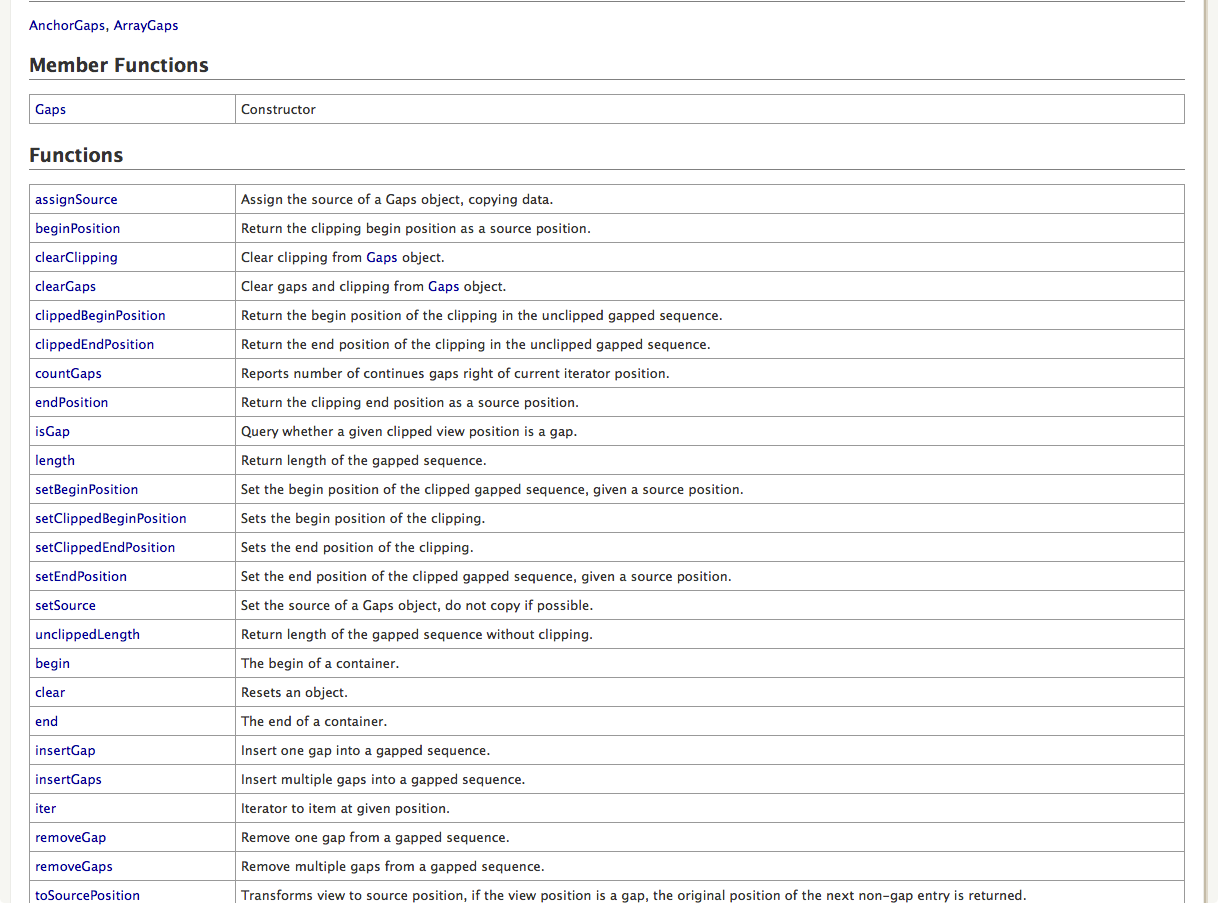 AnchorGaps, ArrayGaps
Member Functions
Gaps Constructor
Functions
assignSource Assign the source of a Gaps object, copying data.
beginPosition Return the clipping begin position as a source position.
clearClipping Clear clipping from Gaps object.
clearGaps Clear gaps and clipping from Gaps object.
clippedBeginPosition Return the begin position of the clipping in the unclipped gapped sequence.
clippedEndPosition Return the end position of the clipping in the unclipped gapped sequence.
countGaps Reports number of continues gaps right of current iterator position.
endPosition Return the clipping end position as a source position.
isGap Query whether a given clipped view position is a gap.
length Return length of the gapped sequence.
setBeginPosition Set the begin position of the clipped gapped sequence, given a source position.
setClippedBeginPosition Sets the begin position of the clipping.
setClippedEndPosition Sets the end position of the clipping.
setEndPosition Set the end position of the clipped gapped sequence, given a source position.
setSource Set the source of a Gaps object, do not copy if possible.
unclippedLength Return length of the gapped sequence without clipping.
begin The begin of a container.
clear Resets an object.
end The end of a container.
insertGap Insert one gap into a gapped sequence.
insertGaps Insert multiple gaps into a gapped sequence.
iter Iterator to item at given position.
removeGap Remove one gap from a gapped sequence.
removeGaps Remove multiple gaps from a gapped sequence.
toSourcePosition Transforms view to source position, if the view position is a gap, the original position of the next non-gap entry is returned.